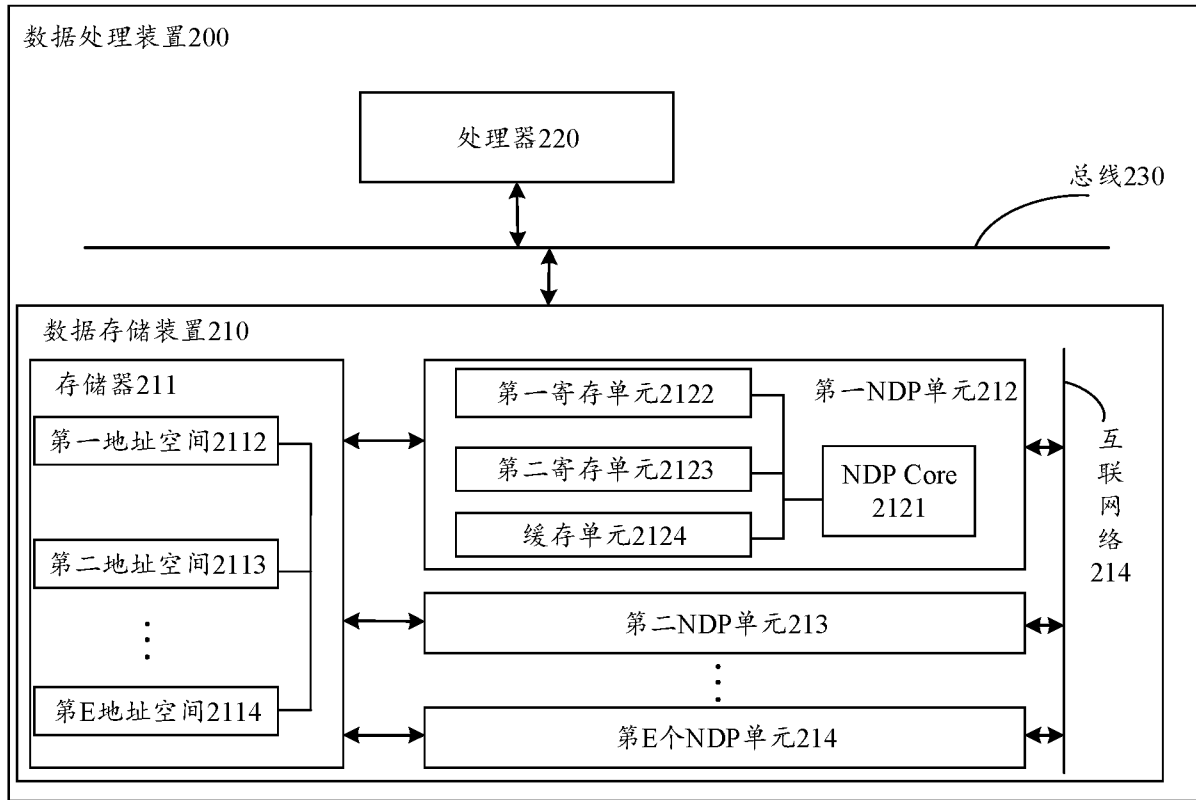 数据处理装置200
处理器220
总线230
数据存储装置210
存储器211
第一地址空间2112
第二地址空间2113
第E地址空间2114
第一寄存单元2122
第二寄存单元2123
缓存单元2124
第一NDP单元212
NDP Core
2121
第二NDP单元213
第E个NDP单元214
互
联
网
络
214